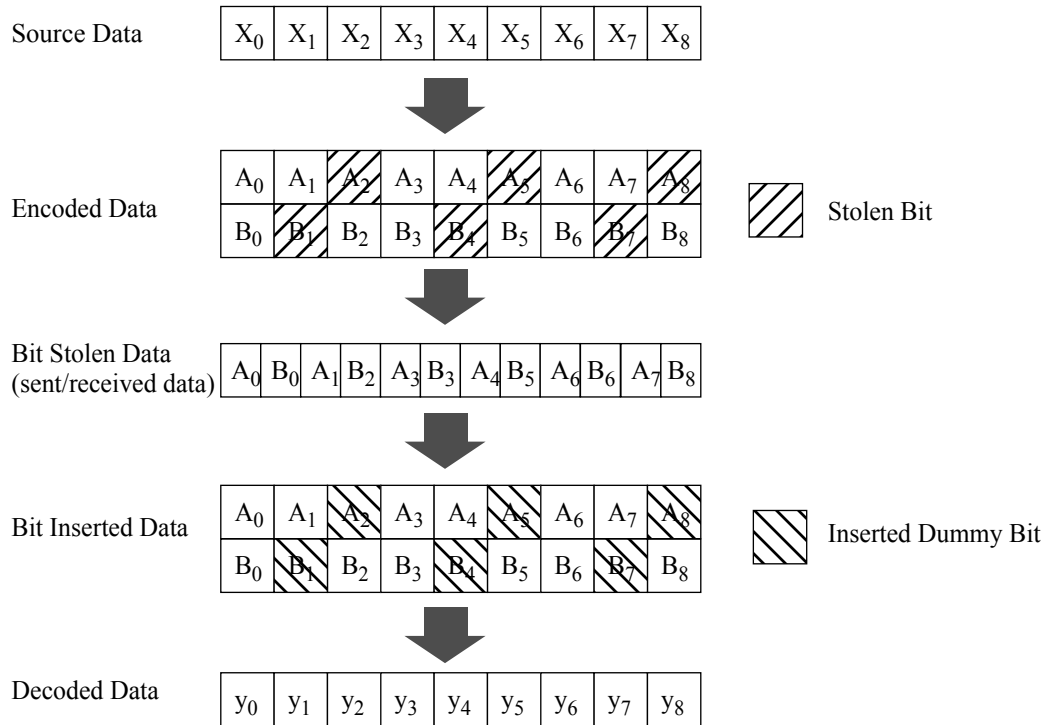 Source Data
X0 X1 X2 X3 X4 X5 X6 X7 X8
Encoded Data
A0 A1 A2 A3 A4 A5 A6 A7 A8
B0 B1 B2 B3 B4 B5 B6 B7 B8
Stolen Bit
Bit Stolen Data
(sent/received data)
A0 B0 A1 B2 A3 B3 A4 B5 A6 B6 A7 B8
Bit Inserted Data
A0 A1 A2 A3 A4 A5 A6 A7 A8
B0 B1 B2 B3 B4 B5 B6 B7 B8
Inserted Dummy Bit
Decoded Data
y0 y1 y2 y3 y4 y5 y6 y7 y8